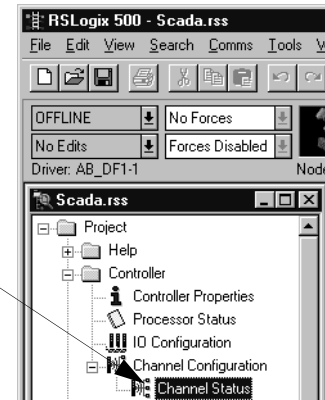 RSLogix 500 - Scada.rss
File Edit View Search Comms Tools V
OFFLINE No Forces
No Edits Forces Disabled
Driver: AB_DF1-1 Node
Scada.rss
Project
Help
Controller
Controller Properties
Processor Status
IO Configuration
Channel Configuration
Channel Status